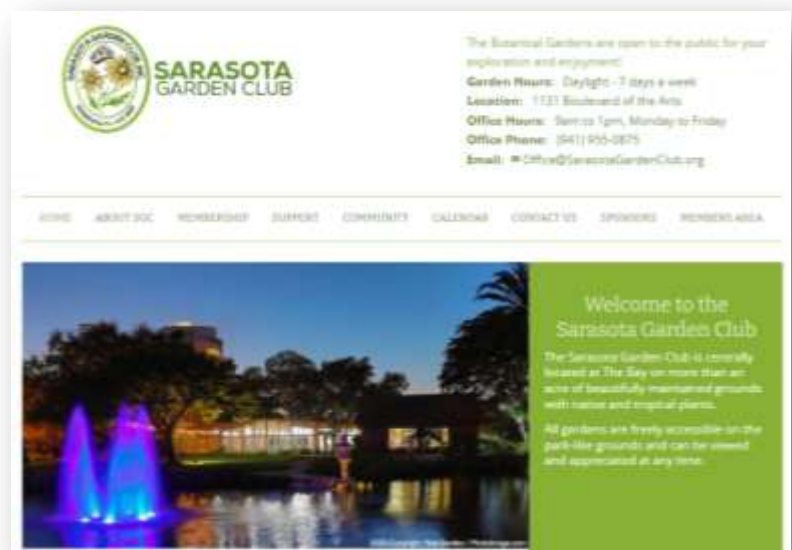 SARASOTA
GARDEN CLUB
The Botanical Gardens are open to the public for your
exploration and enjoyment!
Garden Hours: Daylight - 7 days a week
Location: 1131 Boulevard of the Arts
Office Hours: 9am to 1pm, Monday to Friday
Office Phone: (941) 955-0875
Email: Office@SarasotaGardenClub.org
HOME ABOUT SGC MEMBERSHIP SUPPORT COMMUNITY CALENDAR CONTACT US SPONSORS MEMBERS AREA
Welcome to the
Sarasota Garden Club
The Sarasota Garden Club is centrally
located at The Bay on more than an
acre of beautifully maintained grounds
with native and tropical plants.
All gardens are freely accessible on the
park-like grounds and can be viewed
and appreciated at any time.